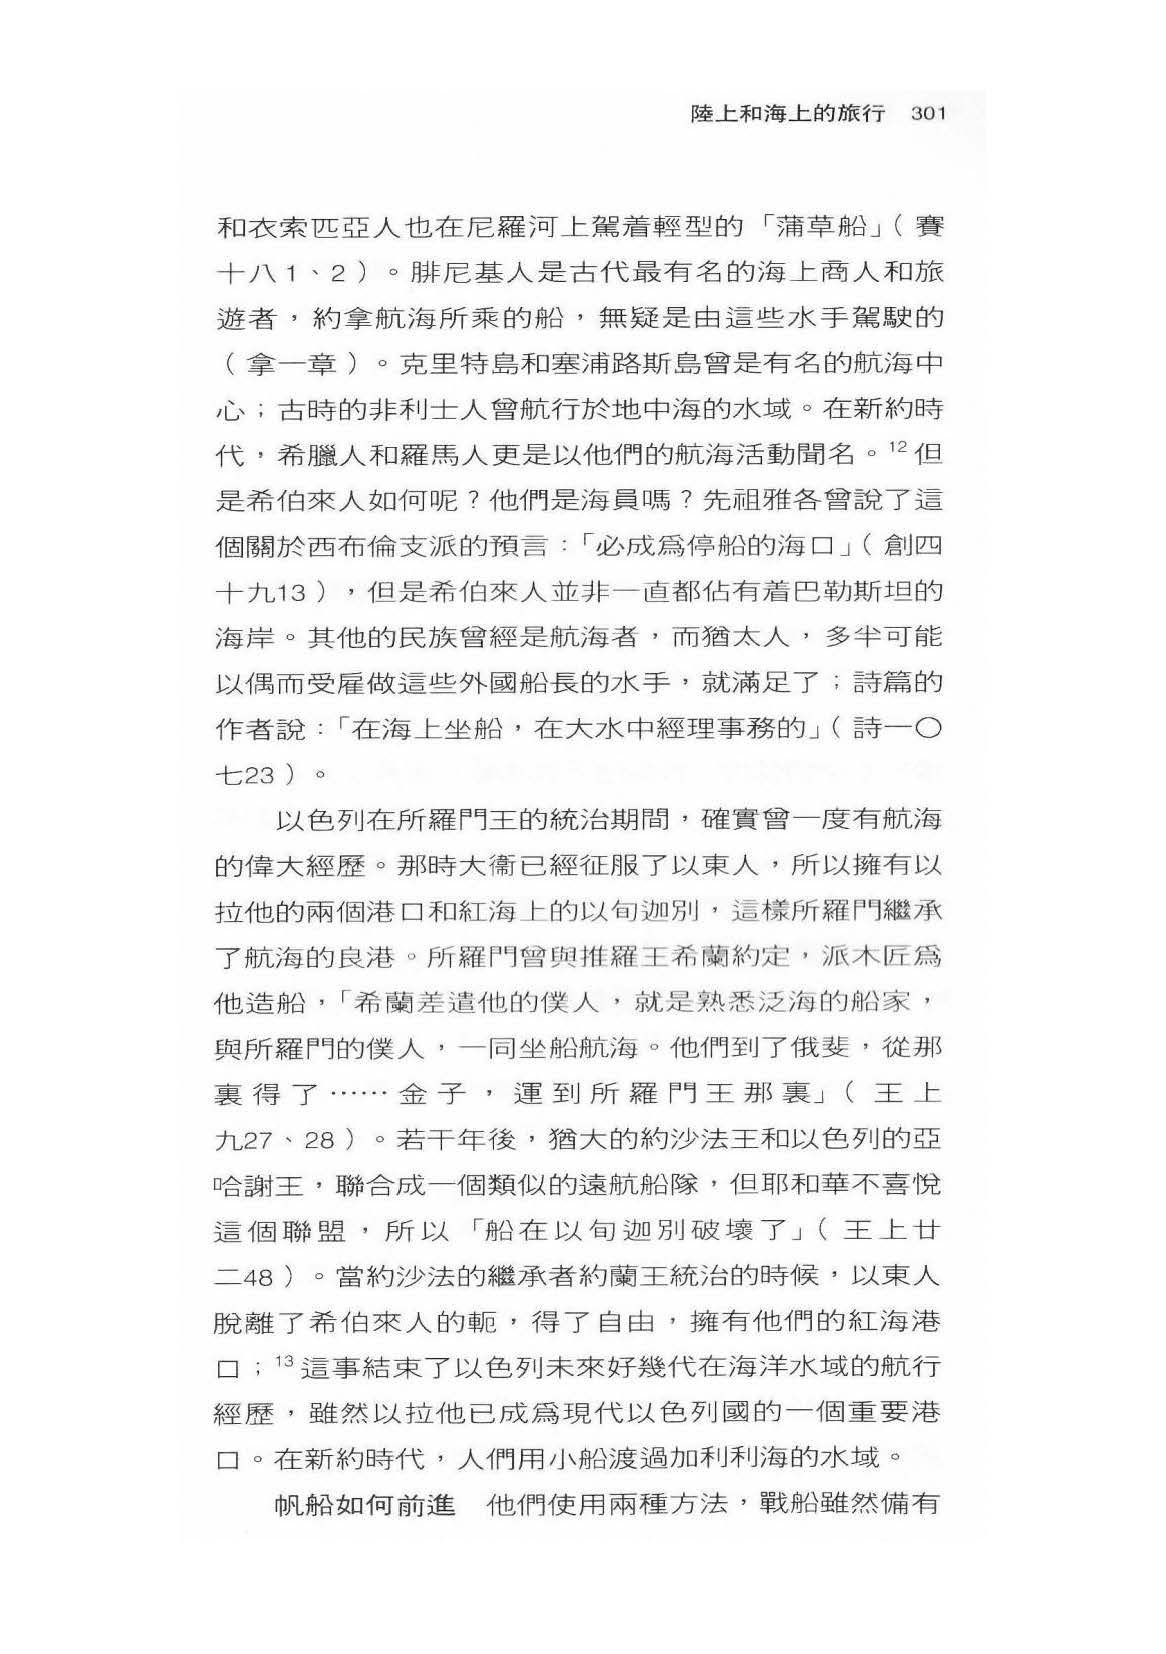 陸上和海上的旅行 301
和衣索匹亞人也在尼羅河上駕着輕型的「蒲草船」（賽
十八1、2）。腓尼基人是古代最有名的海上商人和旅
遊者，約拿航海所乘的船，無疑是由這些水手駕駛的
（拿一章）。克里特島和塞浦路斯島曾是有名的航海中
心；古時的非利士人曾航行於地中海的水域。在新約時
代，希臘人和羅馬人更是以他們的航海活動聞名。12但
是希伯來人如何呢？他們是海員嗎？先祖雅各曾說了這
個關於西布倫支派的預言：「必成爲停船的海口」（創四
十九13），但是希伯來人並非一直都佔有着巴勒斯坦的
海岸。其他的民族曾經是航海者，而猶太人，多半可能
以偶而受雇做這些外國船長的水手，就滿足了；詩篇的
作者說：「在海上坐船，在大水中經理事務的」（詩一〇
七23）。
以色列在所羅門王的統治期間，確實曾一度有航海
的偉大經歷。那時大衞已經征服了以東人，所以擁有以
拉他的兩個港口和紅海上的以旬迦別，這樣所羅門繼承
了航海的良港。所羅門曾與推羅王希蘭約定，派木匠爲
他造船，「希蘭差遣他的僕人，就是熟悉泛海的船家，
與所羅門的僕人，一同坐船航海。他們到了俄斐，從那
裏得了……金子，運到所羅門王那裏」（王上
九27、28）。若干年後，猶大的約沙法王和以色列的亞
哈謝王，聯合成一個類似的遠航船隊，但耶和華不喜悅
這個聯盟，所以「船在以旬迦別破壞了」（王上廿
二48）。當約沙法的繼承者約蘭王統治的時候，以東人
脫離了希伯來人的軛，得了自由，擁有他們的紅海港
口；13這事結束了以色列未來好幾代在海洋水域的航行
經歷，雖然以拉他已成爲現代以色列國的一個重要港
口。在新約時代，人們用小船渡過加利利海的水域。
帆船如何前進　他們使用兩種方法，戰船雖然備有